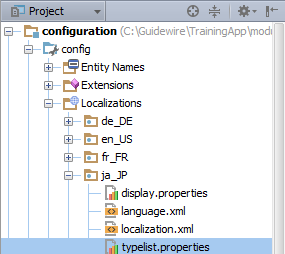 Project
configuration (C:\Guidewire\TrainingApp\mod
config
Entity Names
Extensions
Localizations
de_DE
en_US
fr_FR
ja_JP
display.properties
language.xml
localization.xml
typelist.properties